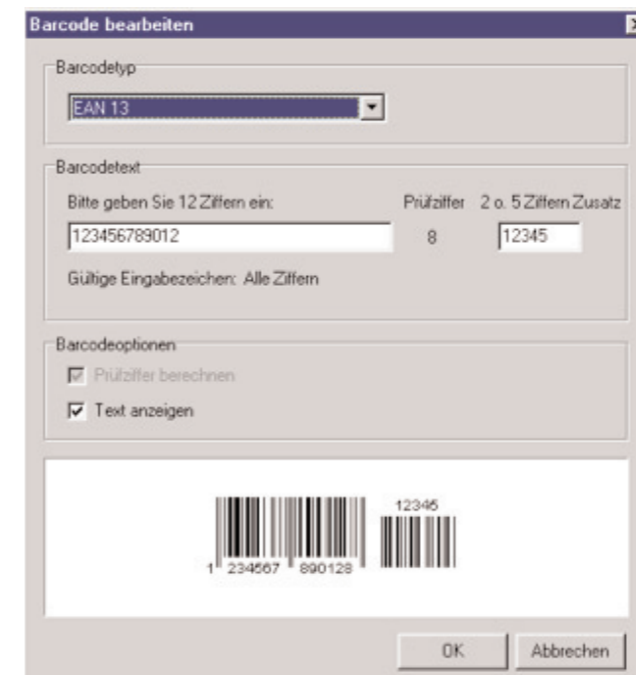 Barcode bearbeiten
Barcodetyp
EAN 13
Barcodetext
Bitte geben Sie 12 Ziffern ein: Prüfziffer 2 o. 5 Ziffern Zusatz
123456789012 8 12345
Gültige Eingabezeichen: Alle Ziffern
Barcodeoptionen
Prüfziffer berechnen
Text anzeigen
12345
1 234567 890128
OK Abbrechen